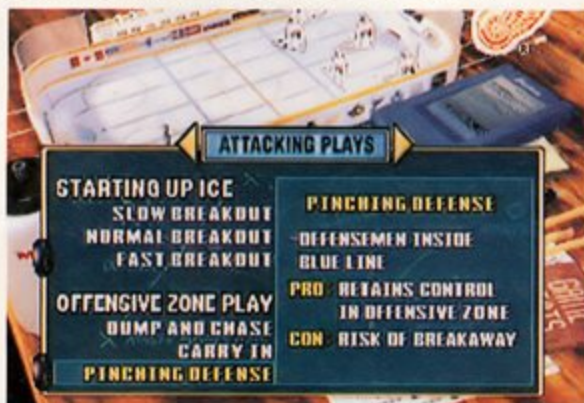 ATTACKING PLAYS
STARTING UP ICE
SLOW BREAKOUT
NORMAL BREAKOUT
FAST BREAKOUT
OFFENSIVE ZONE PLAY
DUMP AND CHASE
CARRY IN
PINCHING DEFENSE
PINCHING DEFENSE
-DEFENSEMEN INSIDE
BLUE LINE
PRO: RETAINS CONTROL
IN OFFENSIVE ZONE
CON: RISK OF BREAKAWAY